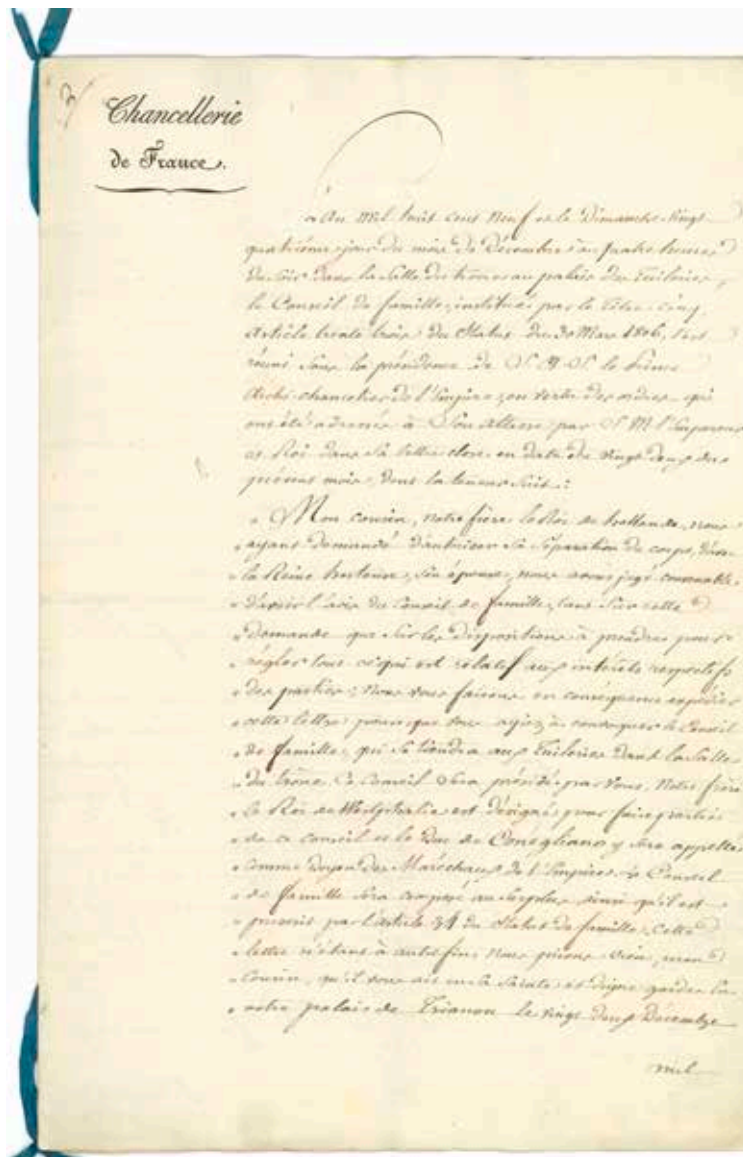 3
Chancellerie
de France.
L'An Mil huit cent Neuf et le Dimanche vingt
quatrième jour du mois de Décembre à quatre heures
du soir dans la Salle du trône au palais des Tuileries,
le Conseil de famille, institué par le titre cinq,
Article trente trois du Statut du 30 Mars 1806, s'est
réuni sous la présidence de S. A. S. le Prince
Archi-chancelier de l'Empire, en vertu des ordres qui
ont été adressés à Son Altesse par S. M. l'Empereur
et Roi dans sa lettre close en date du vingt deux du
présent mois, dont la teneur suit :
" Mon cousin, notre frère le Roi de hollande, nous
" ayant demandé d'autoriser sa séparation de corps avec
" la Reine hortense, son épouse, nous avons jugé convenable
" d'avoir l'avis du Conseil de famille, tant sur cette
" demande que sur les dispositions à prendre pour
" régler tout ce qui est relatif aux intérêts respectifs
" des parties; Nous vous faisons en conséquence expédier
" cette lettre pour que vous ayiez à convoquer le Conseil
" de famille, qui se tiendra aux Tuileries dans la Salle
" du trône. Ce Conseil sera présidé par vous. Notre frère
" le Roi de Westphalie est désigné pour faire partie
" de ce conseil et le Duc de Conégliano y sera appellé
" comme doyen des Maréchaux de l'Empire. Le Conseil
" de famille sera composé au surplus ainsi qu'il est
" prescrit par l'article 34 du Statut de famille. Cette
" lettre n'étant à autre fin, nous prions Dieu, mon
" Cousin, qu'il vous ait en sa sainte et digne garde. En
" notre palais de Trianon le vingt deux Décembre
mil